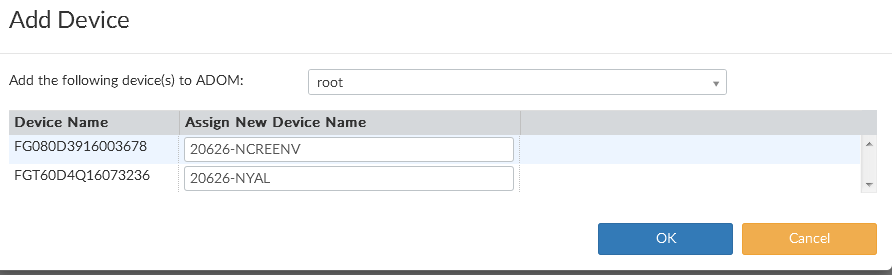 Add Device
Add the following device(s) to ADOM: root
Device Name Assign New Device Name
FG080D3916003678 20626-NCREENV
FGT60D4Q16073236 20626-NYAL
OK Cancel